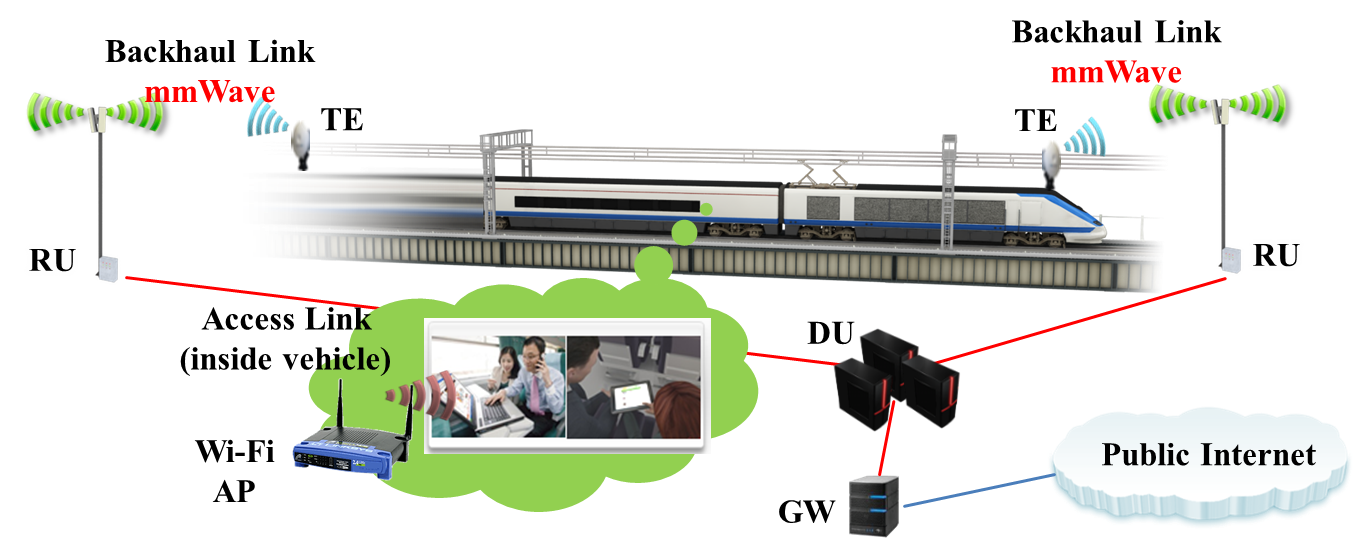 Backhaul Link
mmWave
TE
RU
Backhaul Link
mmWave
TE
RU
Access Link
(inside vehicle)
Wi-Fi
AP
DU
GW
Public Internet